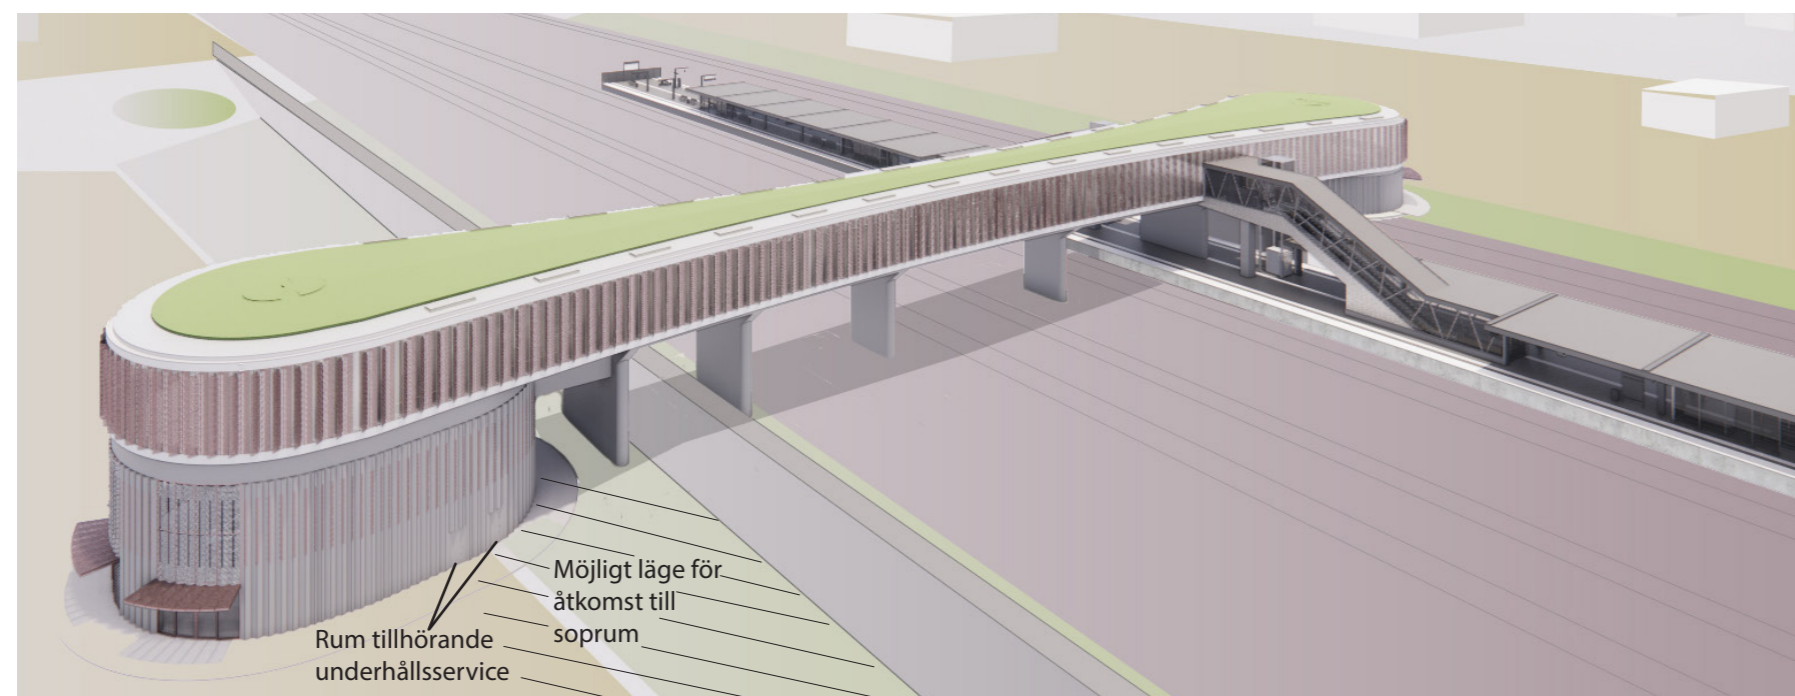 Möjligt läge för
åtkomst till
soprum
Rum tillhörande
underhållsservice